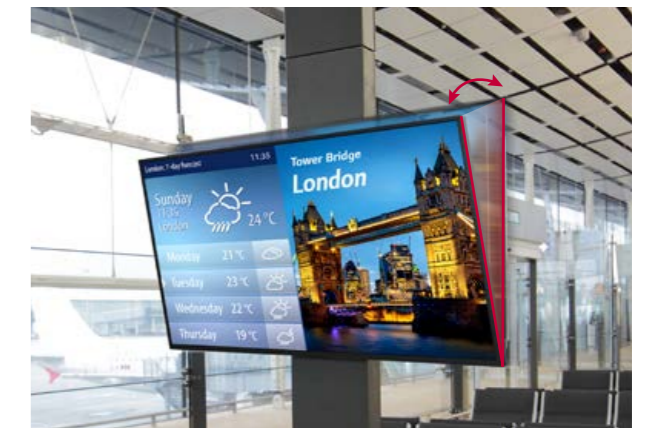 London, 7-day forecast
11:35
Sunday
London
24 °C
Monday 21 °C
Tuesday 23 °C
Wednesday 22 °C
Thursday 19 °C
Tower Bridge
London